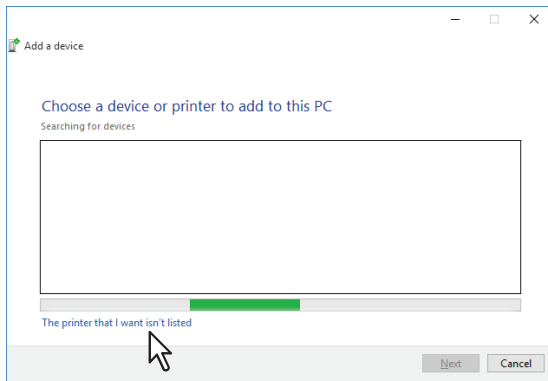 Add a device
Choose a device or printer to add to this PC
Searching for devices
The printer that I want isn't listed
Next
Cancel